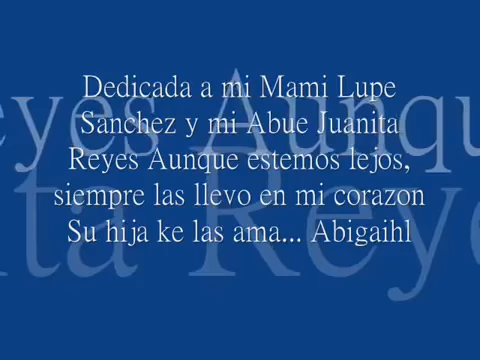 Dedicada a mi Mami Lupe
Sanchez y mi Abue Juanita
Reyes Aunque estemos lejos,
siempre las llevo en mi corazon
Su hija ke las ama... Abigaihl